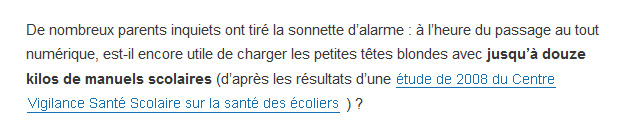 De nombreux parents inquiets ont tiré la sonnette d’alarme : à l’heure du passage au tout
numérique, est-il encore utile de charger les petites têtes blondes avec jusqu’à douze
kilos de manuels scolaires (d’après les résultats d’une étude de 2008 du Centre
Vigilance Santé Scolaire sur la santé des écoliers ) ?